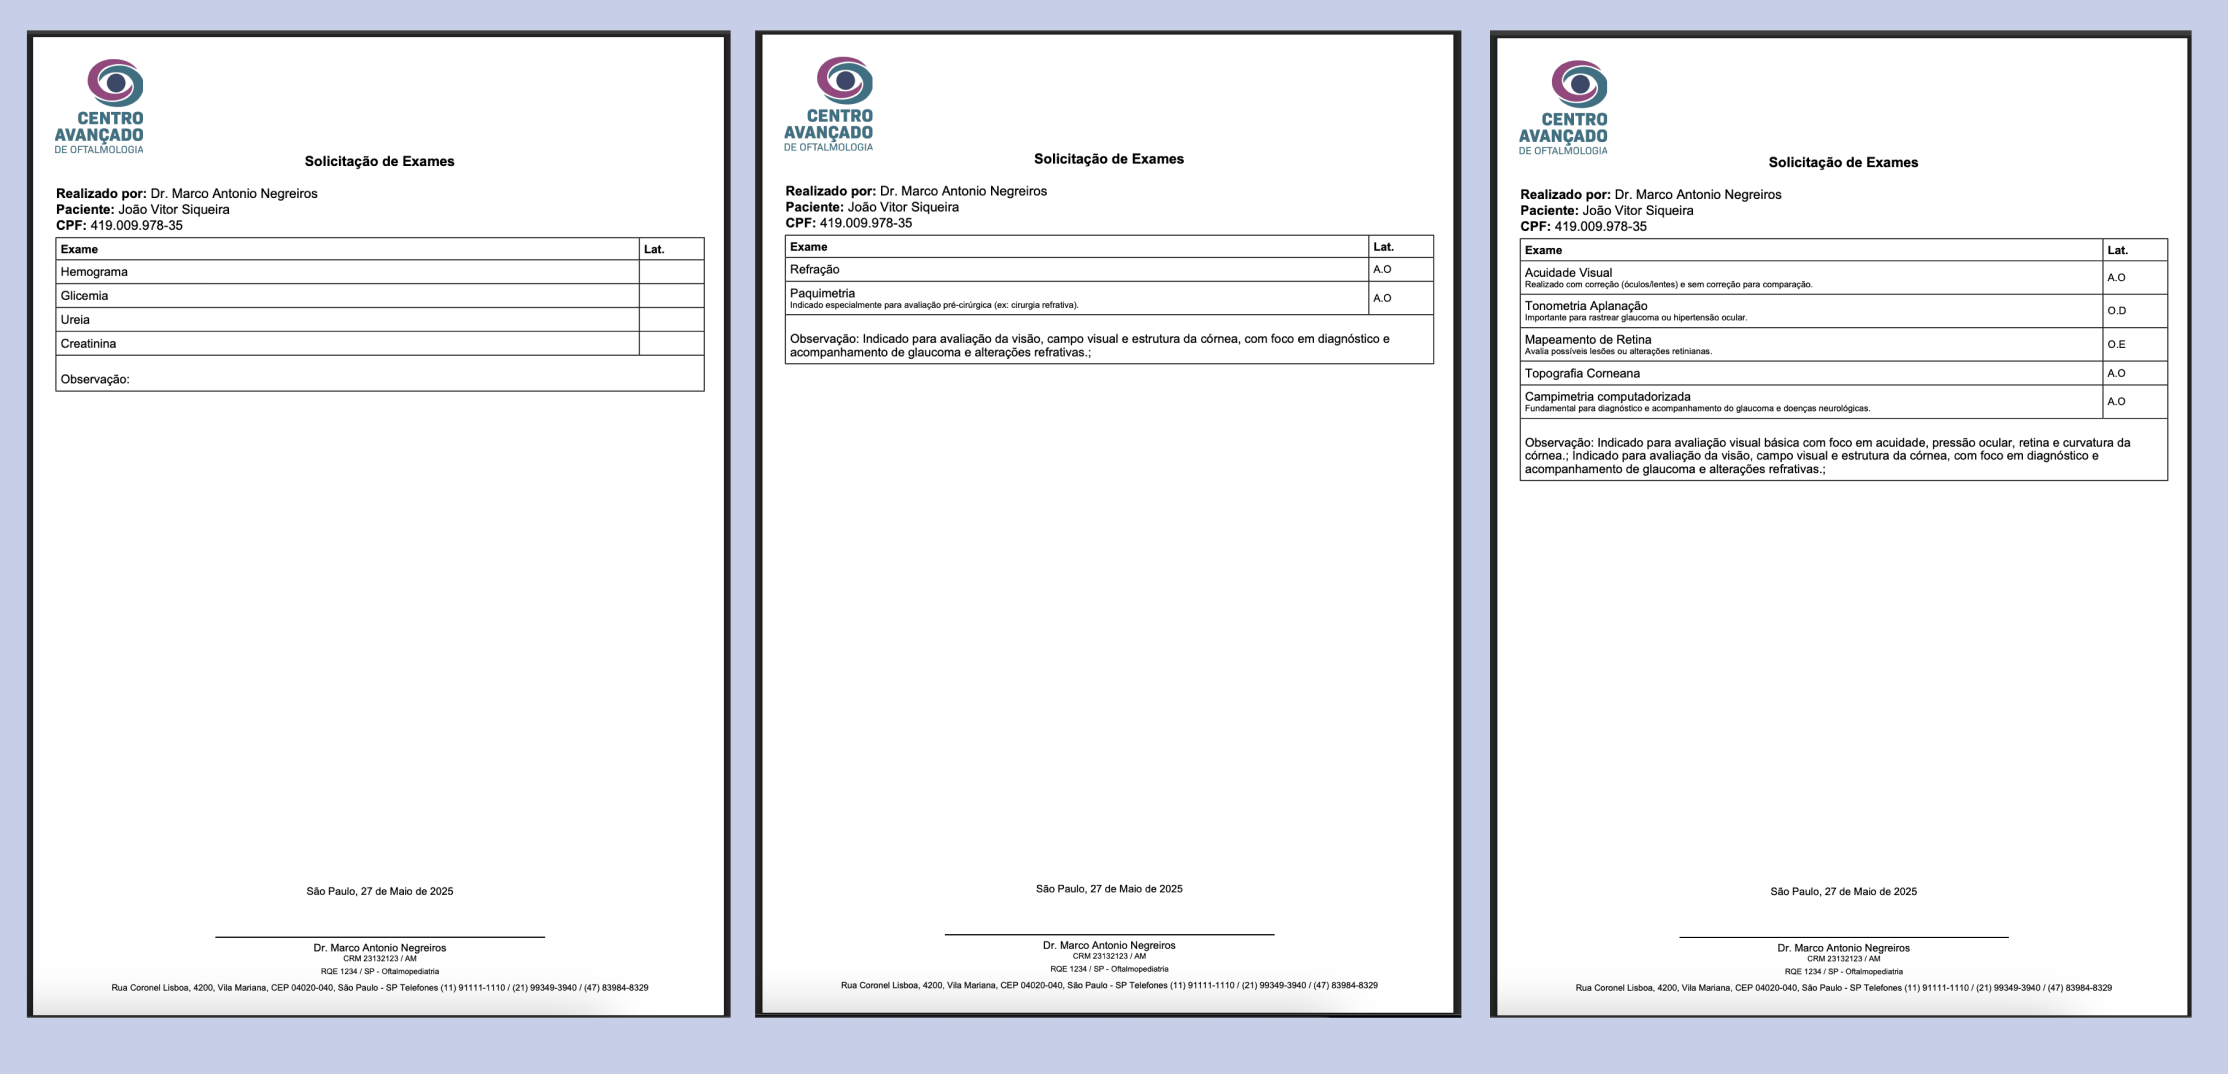 CENTRO
AVANÇADO
DE OFTALMOLOGIA
Solicitação de Exames
Realizado por: Dr. Marco Antonio Negreiros
Paciente: João Vitor Siqueira
CPF: 419.009.978-35
Exame Lat.
Hemograma
Glicemia
Ureia
Creatinina
Observação:
São Paulo, 27 de Maio de 2025
Dr. Marco Antonio Negreiros
CRM 23132123 / AM
RQE 1234 / SP - Oftalmopediatria
Rua Coronel Lisboa, 4200, Vila Mariana, CEP 04020-040, São Paulo - SP Telefones (11) 91111-1110 / (21) 99349-3940 / (47) 83984-8329
CENTRO
AVANÇADO
DE OFTALMOLOGIA
Solicitação de Exames
Realizado por: Dr. Marco Antonio Negreiros
Paciente: João Vitor Siqueira
CPF: 419.009.978-35
Exame Lat.
Refração A.O
Paquimetria A.O
Indicado especialmente para avaliação pré-cirúrgica (ex: cirurgia refrativa).
Observação: Indicado para avaliação da visão, campo visual e estrutura da córnea, com foco em diagnóstico e
acompanhamento de glaucoma e alterações refrativas.;
São Paulo, 27 de Maio de 2025
Dr. Marco Antonio Negreiros
CRM 23132123 / AM
RQE 1234 / SP - Oftalmopediatria
Rua Coronel Lisboa, 4200, Vila Mariana, CEP 04020-040, São Paulo - SP Telefones (11) 91111-1110 / (21) 99349-3940 / (47) 83984-8329
CENTRO
AVANÇADO
DE OFTALMOLOGIA
Solicitação de Exames
Realizado por: Dr. Marco Antonio Negreiros
Paciente: João Vitor Siqueira
CPF: 419.009.978-35
Exame Lat.
Acuidade Visual A.O
Realizado com correção (óculos/lentes) e sem correção para comparação.
Tonometria Aplanação O.D
Importante para rastrear glaucoma ou hipertensão ocular.
Mapeamento de Retina O.E
Avalia possíveis lesões ou alterações retinianas.
Topografia Corneana A.O
Campimetria computadorizada A.O
Fundamental para diagnóstico e acompanhamento do glaucoma e doenças neurológicas.
Observação: Indicado para avaliação visual básica com foco em acuidade, pressão ocular, retina e curvatura da
córnea.; Indicado para avaliação da visão, campo visual e estrutura da córnea, com foco em diagnóstico e
acompanhamento de glaucoma e alterações refrativas.;
São Paulo, 27 de Maio de 2025
Dr. Marco Antonio Negreiros
CRM 23132123 / AM
RQE 1234 / SP - Oftalmopediatria
Rua Coronel Lisboa, 4200, Vila Mariana, CEP 04020-040, São Paulo - SP Telefones (11) 91111-1110 / (21) 99349-3940 / (47) 83984-8329